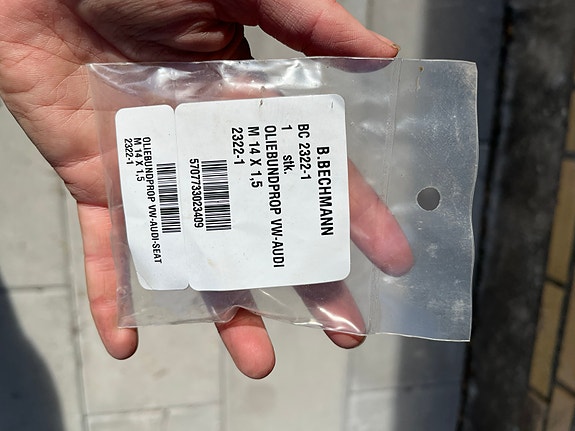 B.BECHMANN
BC 2322-1
1 stk.
OLIEBUNDPROP VW-AUDI
M 14 X 1,5
2322-1
5707733023409
OLIEBUNDPROP VW-AUDI-SEAT
M 14 X 1,5
2322-1